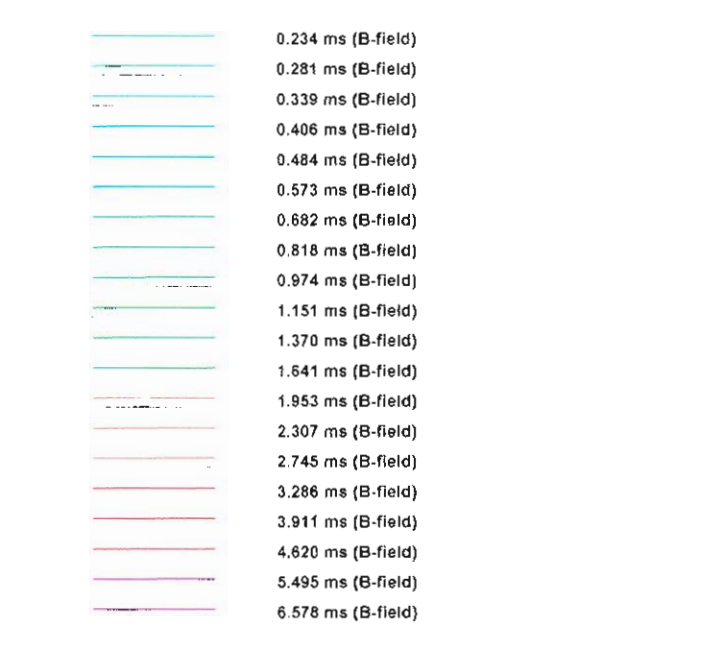 0.234 ms (B-field)
0.281 ms (B-field)
0.339 ms (B-field)
0.406 ms (B-field)
0.484 ms (B-field)
0.573 ms (B-field)
0.682 ms (B-field)
0.818 ms (B-field)
0.974 ms (B-field)
1.151 ms (B-field)
1.370 ms (B-field)
1.641 ms (B-field)
1.953 ms (B-field)
2.307 ms (B-field)
2.745 ms (B-field)
3.286 ms (B-field)
3.911 ms (B-field)
4.620 ms (B-field)
5.495 ms (B-field)
6.578 ms (B-field)